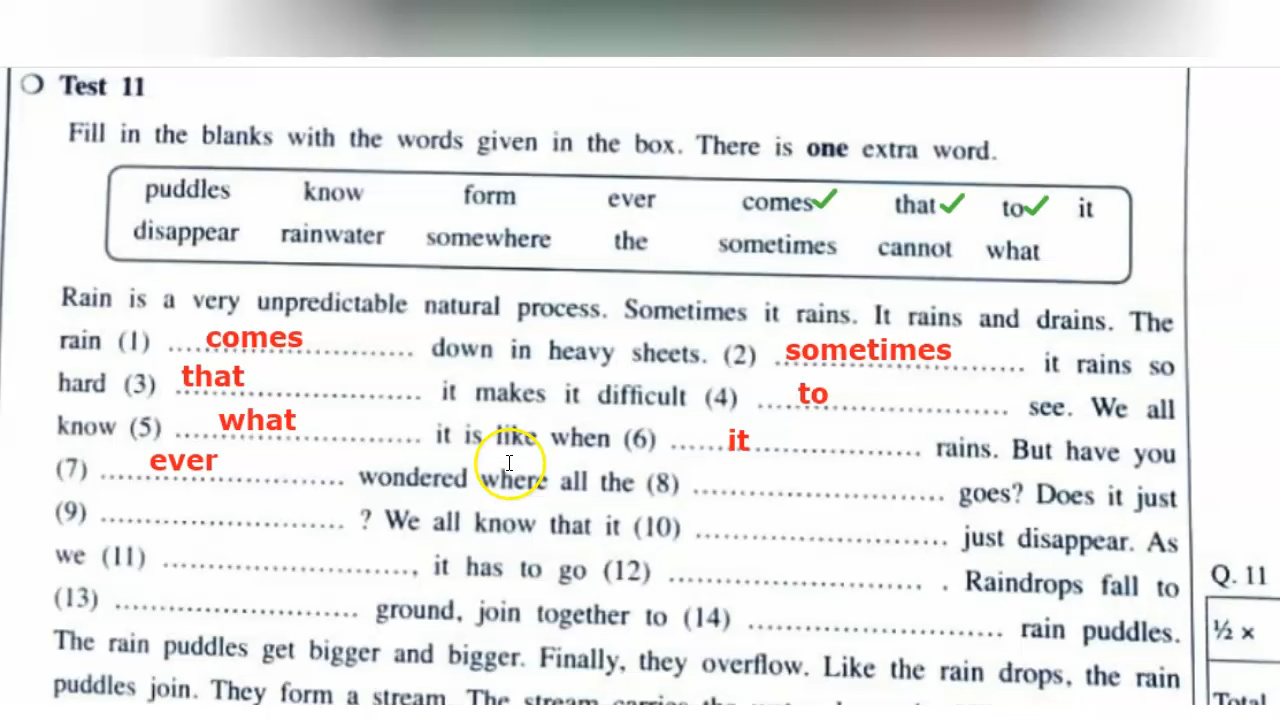 Test 11
Fill in the blanks with the words given in the box. There is one extra word.
puddles know form ever comes that to it
disappear rainwater somewhere the sometimes cannot what
Rain is a very unpredictable natural process. Sometimes it rains. It rains and drains. The
rain (1) comes down in heavy sheets. (2) sometimes it rains so
hard (3) that it makes it difficult (4) to see. We all
know (5) what it is like when (6) it rains. But have you
(7) ever wondered where all the (8) .............................. goes? Does it just
(9) .............................. ? We all know that it (10) .............................. just disappear. As
we (11) .............................., it has to go (12) .............................. . Raindrops fall to
(13) .............................. ground, join together to (14) .............................. rain puddles.
The rain puddles get bigger and bigger. Finally, they overflow. Like the rain drops, the rain
puddles join. They form a stream. The stream carries the
Q. 11
½ ×
Total